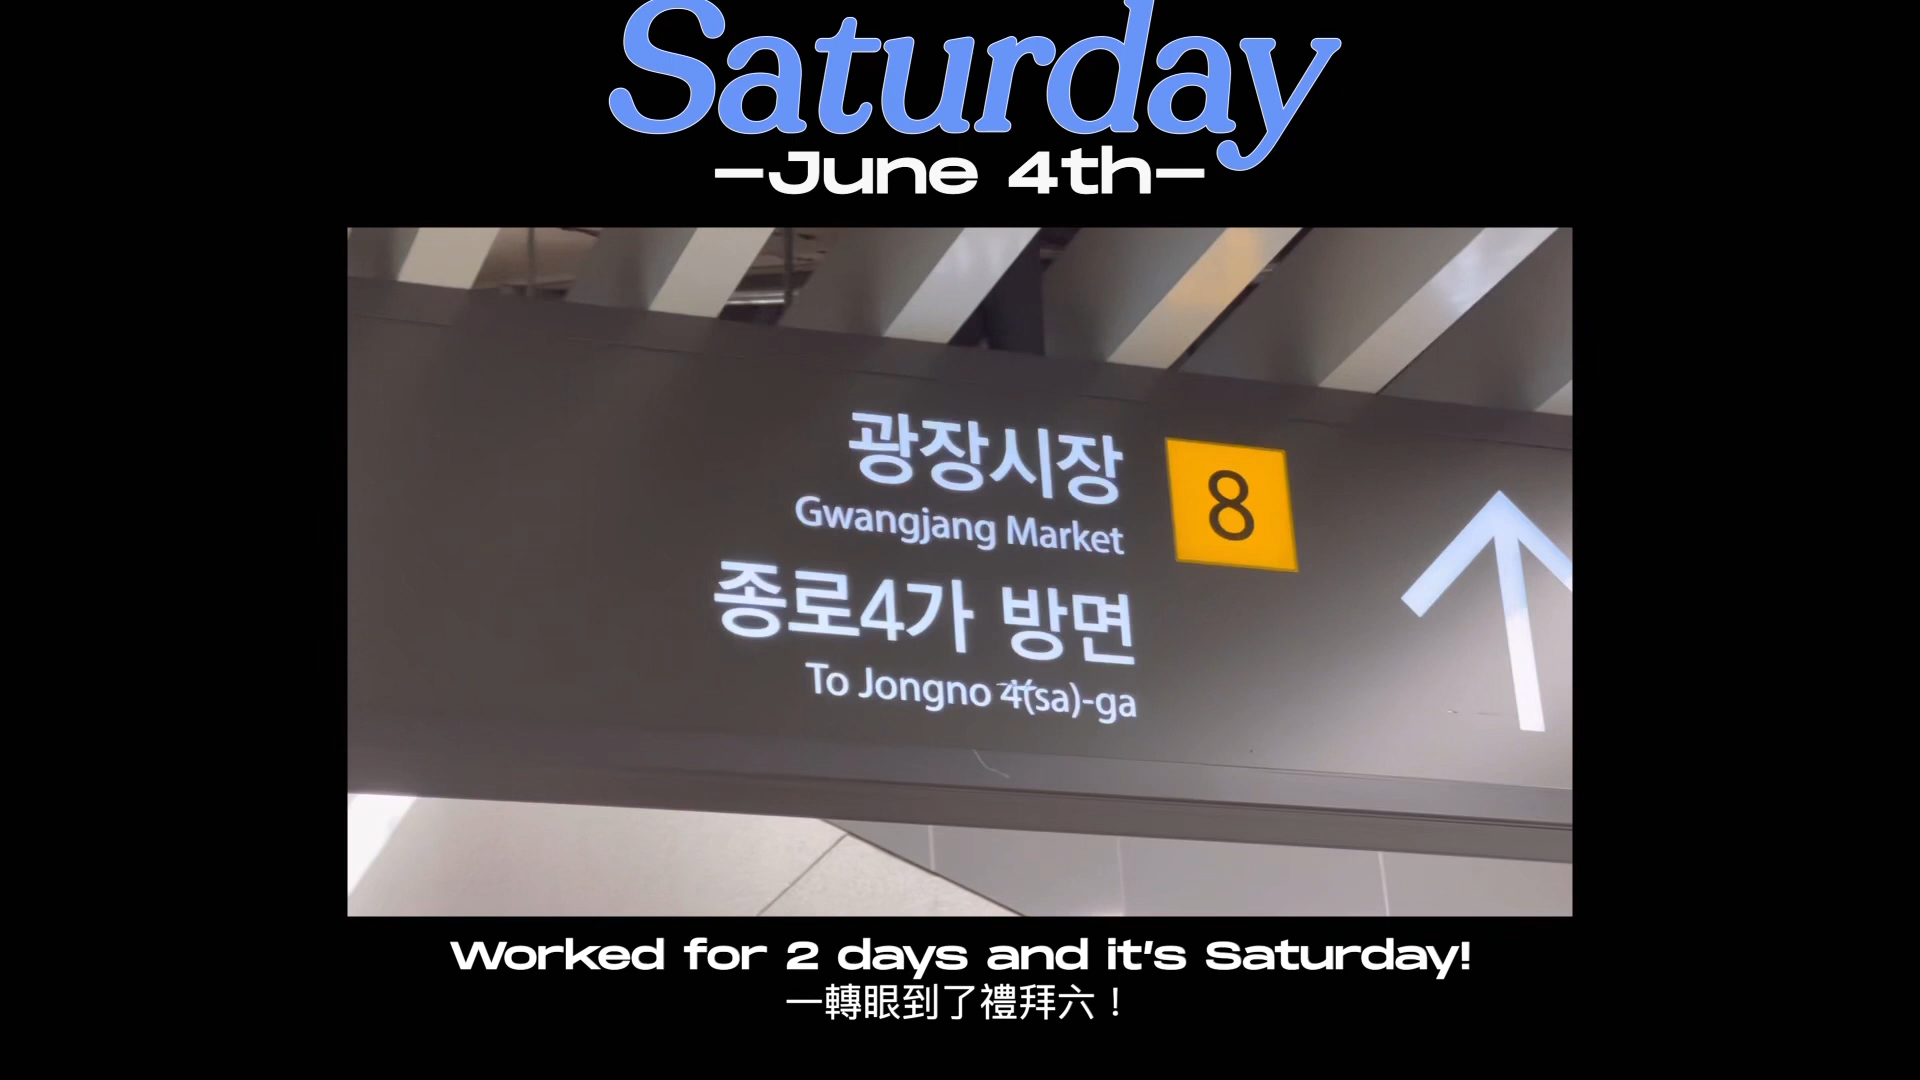 Saturday
-June 4th-
광장시장
Gwangjang Market
8
종로4가 방면
To Jongno 4(sa)-ga
Worked for 2 days and it's Saturday!
一轉眼到了禮拜六！